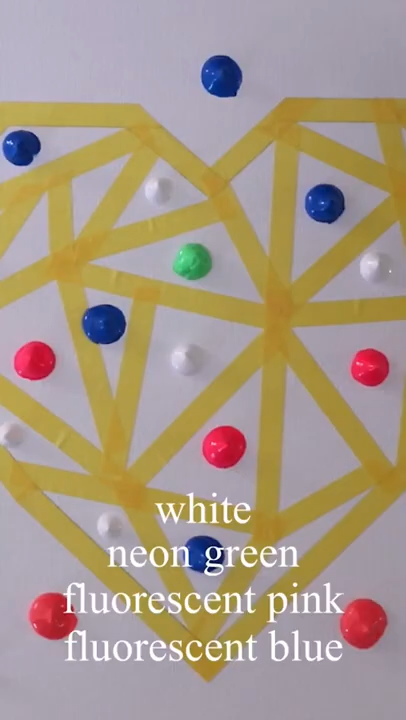 white
neon green
fluorescent pink
fluorescent blue